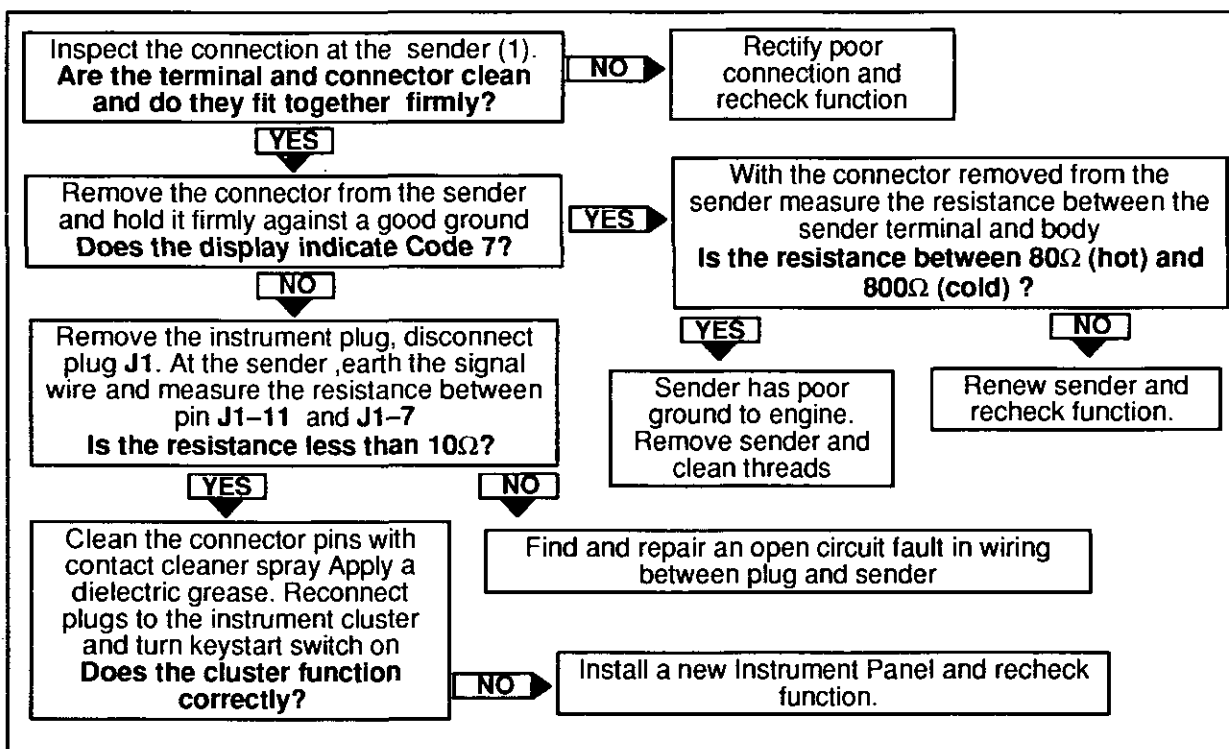 Inspect the connection at the sender (1).
Are the terminal and connector clean
and do they fit together firmly?
NO
Rectify poor
connection and
recheck function
YES
Remove the connector from the sender
and hold it firmly against a good ground
Does the display indicate Code 7?
YES
With the connector removed from the
sender measure the resistance between the
sender terminal and body
Is the resistance between 80Ω (hot) and
800Ω (cold) ?
NO
Remove the instrument plug, disconnect
plug J1. At the sender ,earth the signal
wire and measure the resistance between
pin J1–11 and J1–7
Is the resistance less than 10Ω?
YES
Sender has poor
ground to engine.
Remove sender and
clean threads
NO
Renew sender and
recheck function.
YES
Clean the connector pins with
contact cleaner spray Apply a
dielectric grease. Reconnect
plugs to the instrument cluster
and turn keystart switch on
Does the cluster function
correctly?
NO
Find and repair an open circuit fault in wiring
between plug and sender
NO
Install a new Instrument Panel and recheck
function.